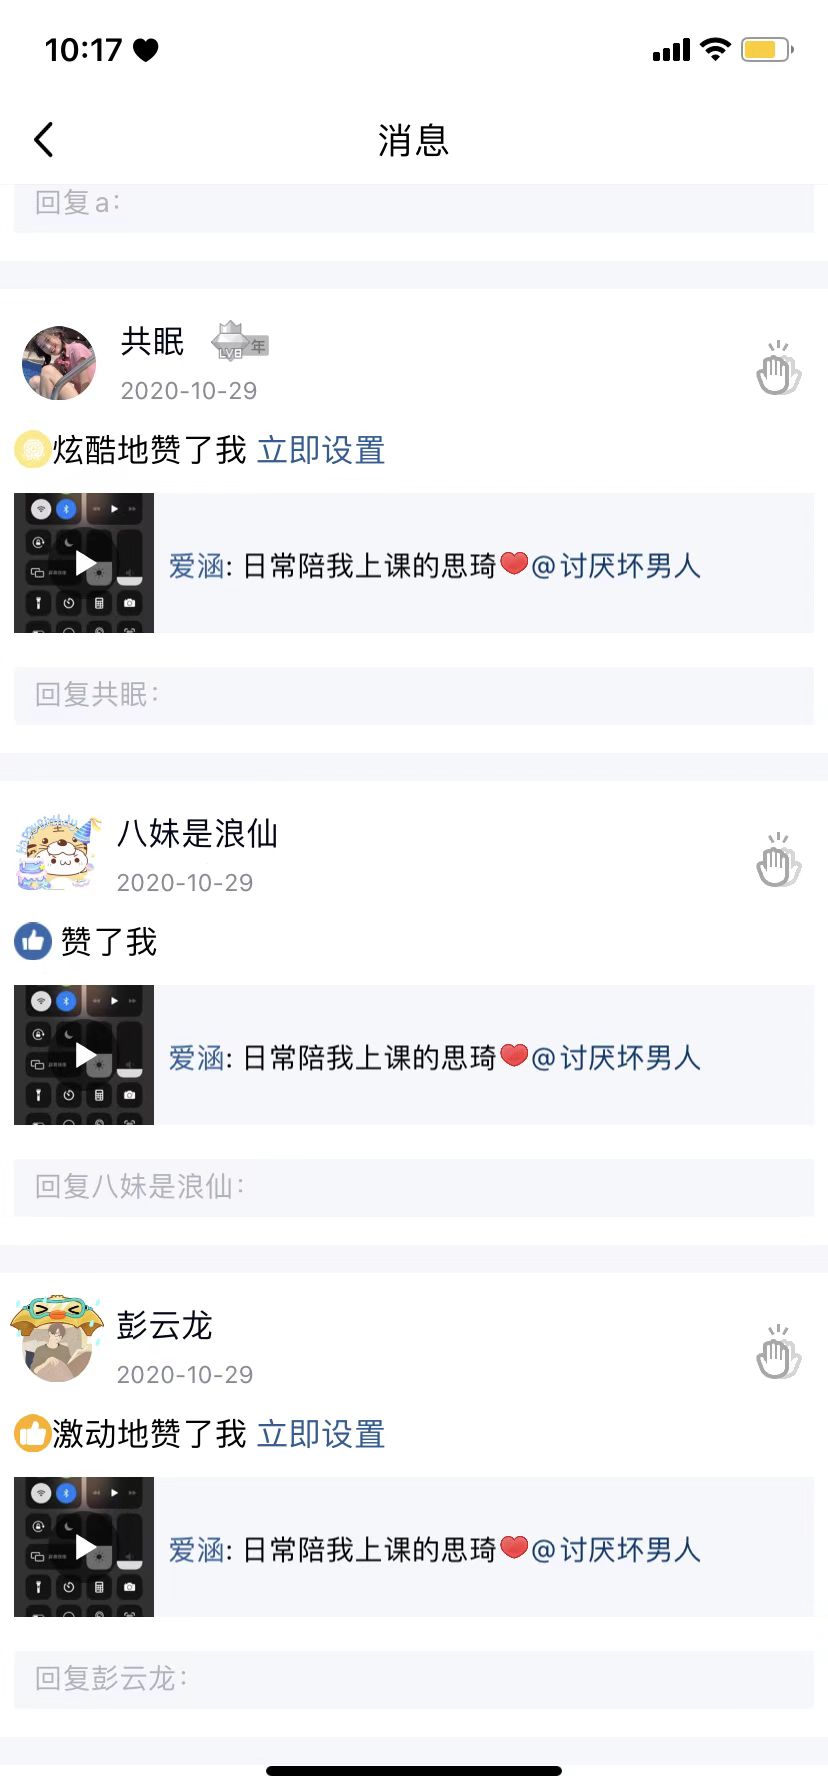 10:17
消息
回复a:
共眠
LV8
年
2020-10-29
炫酷地赞了我 立即设置
爱涵: 日常陪我上课的思琦❤️@讨厌坏男人
回复共眠:
八妹是浪仙
2020-10-29
赞了我
爱涵: 日常陪我上课的思琦❤️@讨厌坏男人
回复八妹是浪仙:
彭云龙
2020-10-29
激动地赞了我 立即设置
爱涵: 日常陪我上课的思琦❤️@讨厌坏男人
回复彭云龙: